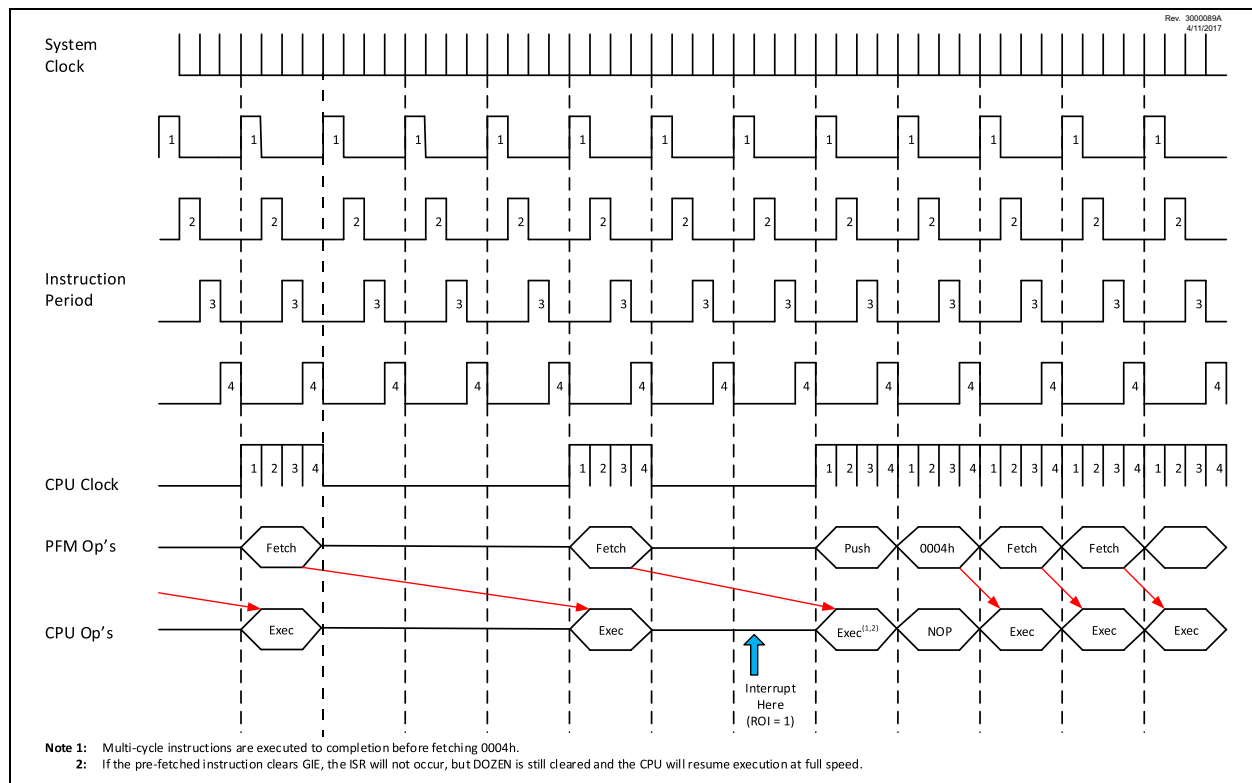 Rev. 3000089A
4/11/2017
System
Clock
1 1 1 1 1 1 1 1 1 1 1 1 1
2 2 2 2 2 2 2 2 2 2 2 2 2
Instruction
Period
3 3 3 3 3 3 3 3 3 3 3 3 3
4 4 4 4 4 4 4 4 4 4 4 4 4
CPU Clock
1 2 3 4 1 2 3 4 1 2 3 4 1 2 3 4 1 2 3 4 1 2 3 4 1 2 3 4
PFM Op's
Fetch Fetch Push 0004h Fetch Fetch
CPU Op's
Exec Exec Exec(1,2) NOP Exec Exec Exec
Interrupt
Here
(ROI = 1)
Note 1: Multi-cycle instructions are executed to completion before fetching 0004h.
2: If the pre-fetched instruction clears GIE, the ISR will not occur, but DOZEN is still cleared and the CPU will resume execution at full speed.